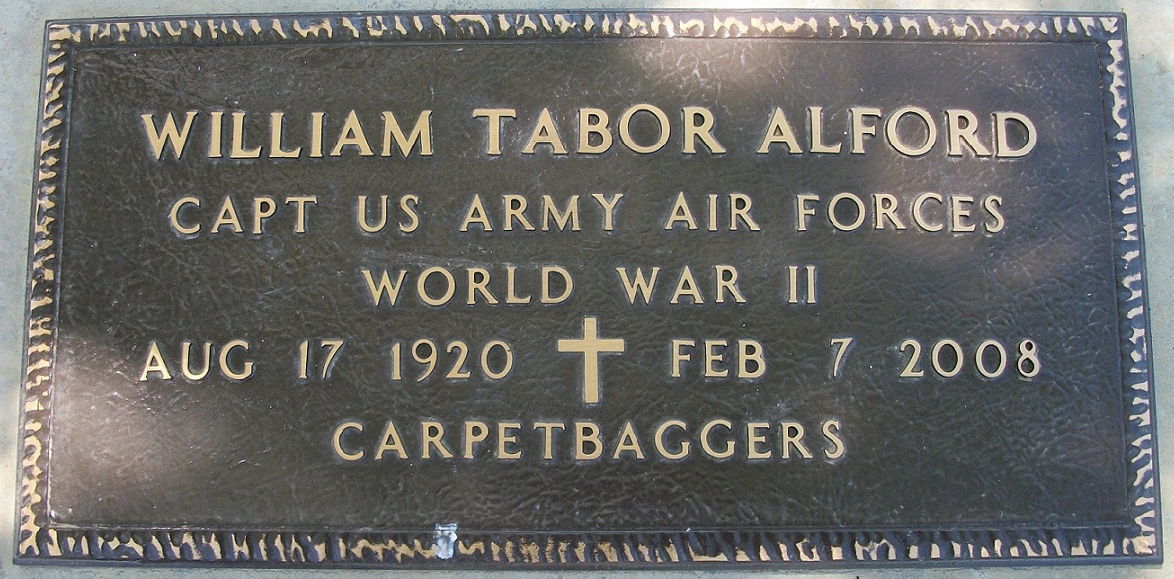 WILLIAM TABOR ALFORD
CAPT US ARMY AIR FORCES
WORLD WAR II
AUG 17 1920 FEB 7 2008
CARPETBAGGERS